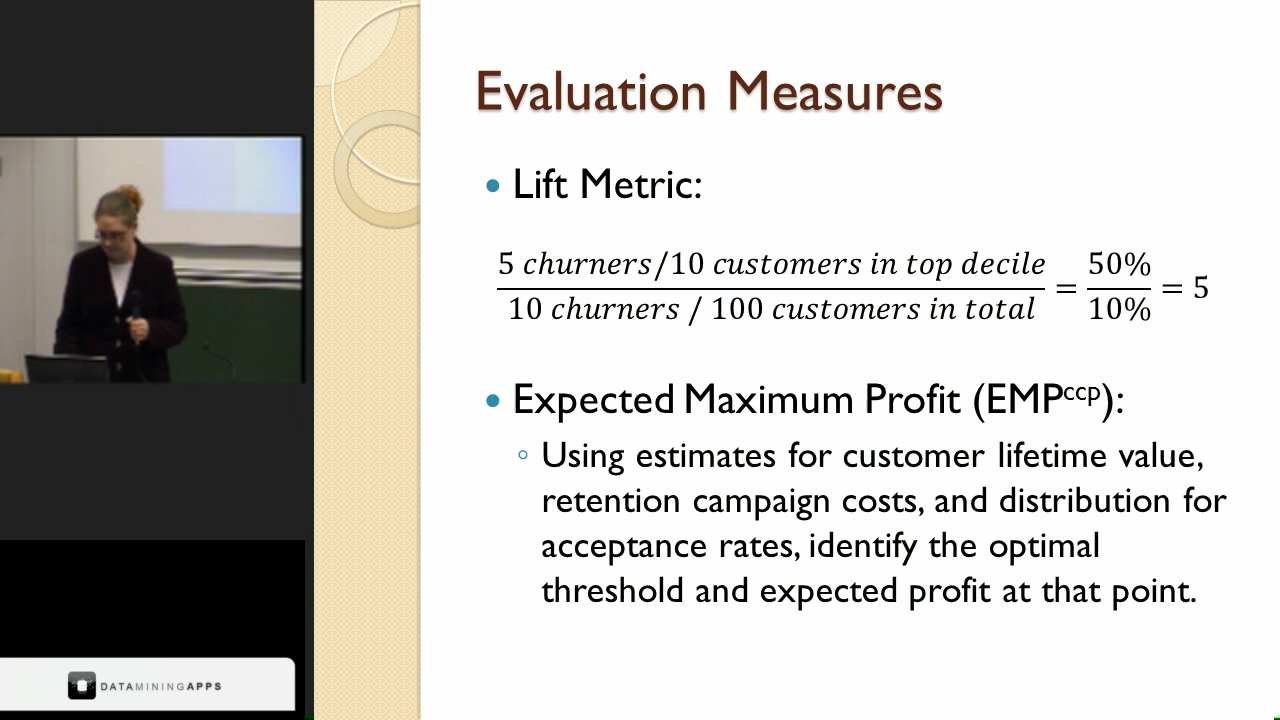 Evaluation Measures
• Lift Metric:
5 churners/10 customers in top decile
10 churners / 100 customers in total
= 50%/10% = 5
• Expected Maximum Profit (EMPᶜᶜᵖ):
◦ Using estimates for customer lifetime value,
retention campaign costs, and distribution for
acceptance rates, identify the optimal
threshold and expected profit at that point.
DATAMININGAPPS